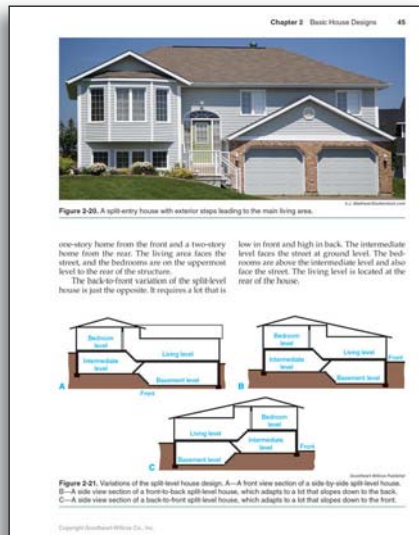 Chapter 2 Basic House Designs 45
Figure 2-20. A split-entry house with exterior steps leading to the main living area.
one-story home from the front and a two-story
home from the rear. The living area faces the
street, and the bedrooms are on the uppermost
level to the rear of the structure.
The back-to-front variation of the split-level
house is just the opposite. It requires a lot that is
low in front and high in back. The intermediate
level faces the street at ground level. The bed-
rooms are above the intermediate level and also
face the street. The living level is located at the
rear of the house.
Bedroom
level
Intermediate
level
Living level
Basement level
A
Front
Bedroom
level
Intermediate
level
Living level
Front
Basement level
B
Bedroom
level
Living level
Intermediate
level
Front
Basement level
C
Goodheart-Willcox Publisher
Figure 2-21. Variations of the split-level house design. A—A front view section of a side-by-side split-level house.
B—A side view section of a front-to-back split-level house, which adapts to a lot that slopes down to the back.
C—A side view section of a back-to-front split-level house, which adapts to a lot that slopes down to the front.
Copyright Goodheart-Willcox Co., Inc.